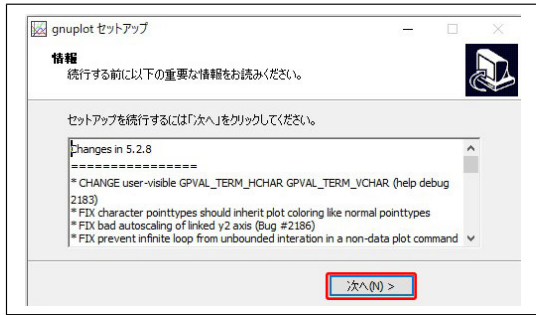 gnuplot セットアップ
情報
続行する前に以下の重要な情報をお読みください。
セットアップを続行するには「次へ」をクリックしてください。
Changes in 5.2.8
================
* CHANGE user-visible GPVAL_TERM_HCHAR GPVAL_TERM_VCHAR (help debug
2183)
* FIX character pointtypes should inherit plot coloring like normal pointtypes
* FIX bad autoscaling of linked y2 axis (Bug #2186)
* FIX prevent infinite loop from unbounded interation in a non-data plot command
次へ(N) >